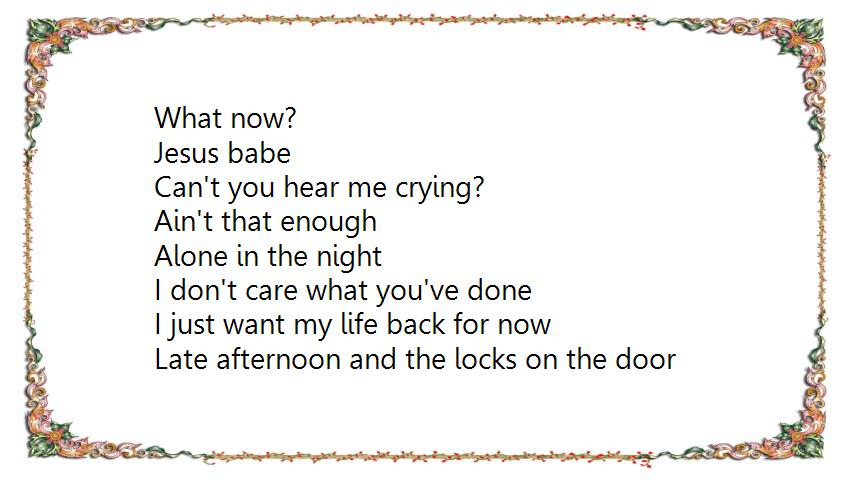 What now?
Jesus babe
Can't you hear me crying?
Ain't that enough
Alone in the night
I don't care what you've done
I just want my life back for now
Late afternoon and the locks on the door